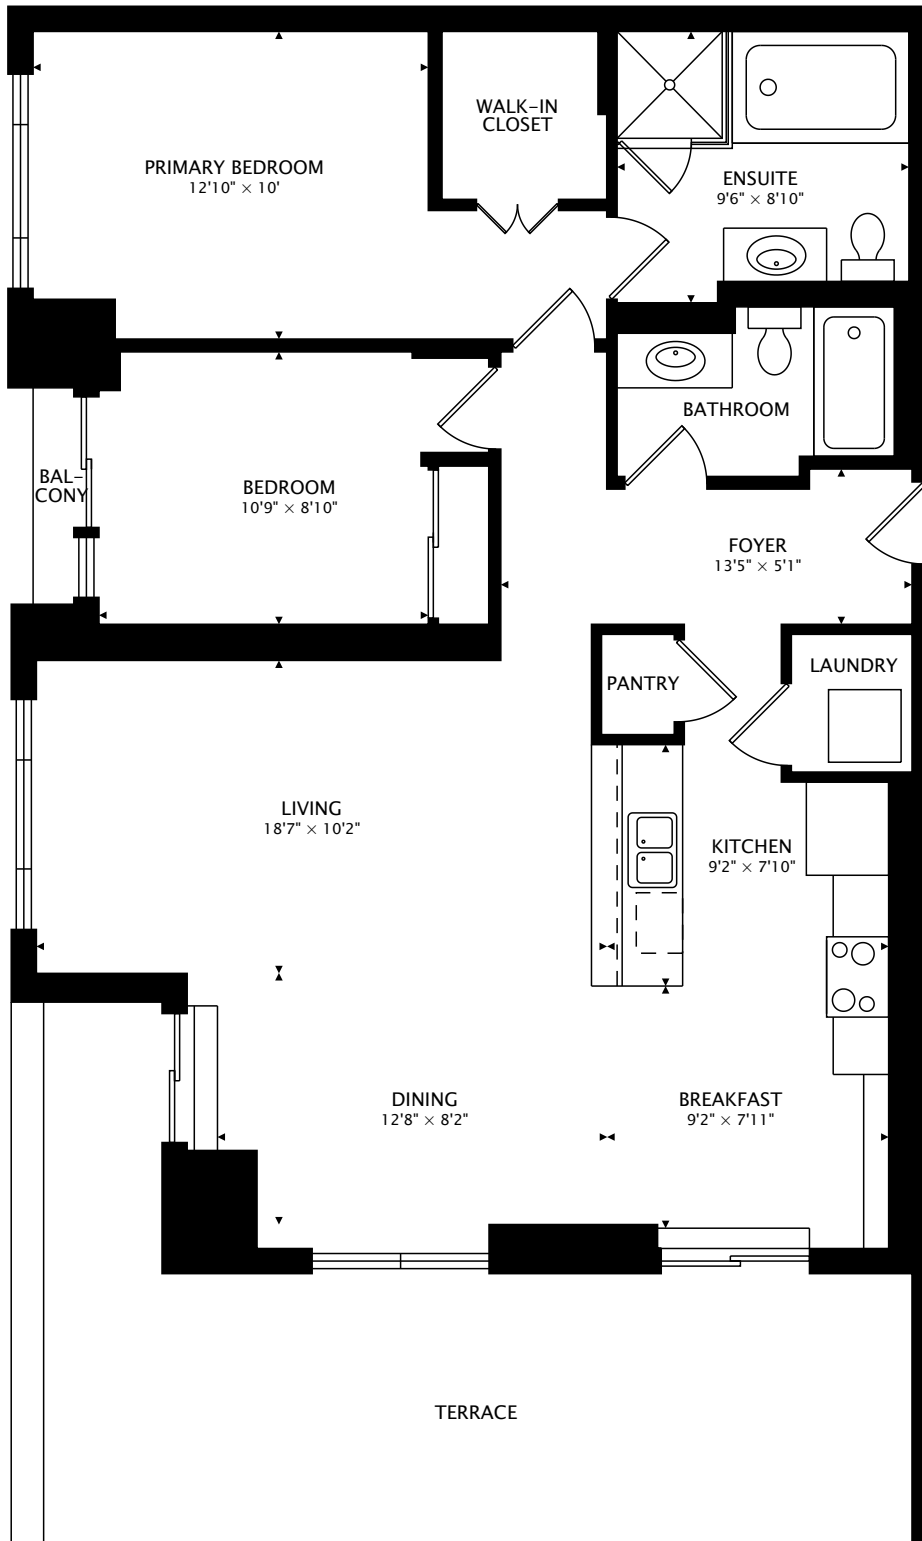 WALK-IN
CLOSET
PRIMARY BEDROOM
12'10" × 10'
ENSUITE
9'6" × 8'10"
BATHROOM
BAL-
CONY
BEDROOM
10'9" × 8'10"
FOYER
13'5" × 5'1"
PANTRY
LAUNDRY
LIVING
18'7" × 10'2"
KITCHEN
9'2" × 7'10"
DINING
12'8" × 8'2"
BREAKFAST
9'2" × 7'11"
TERRACE